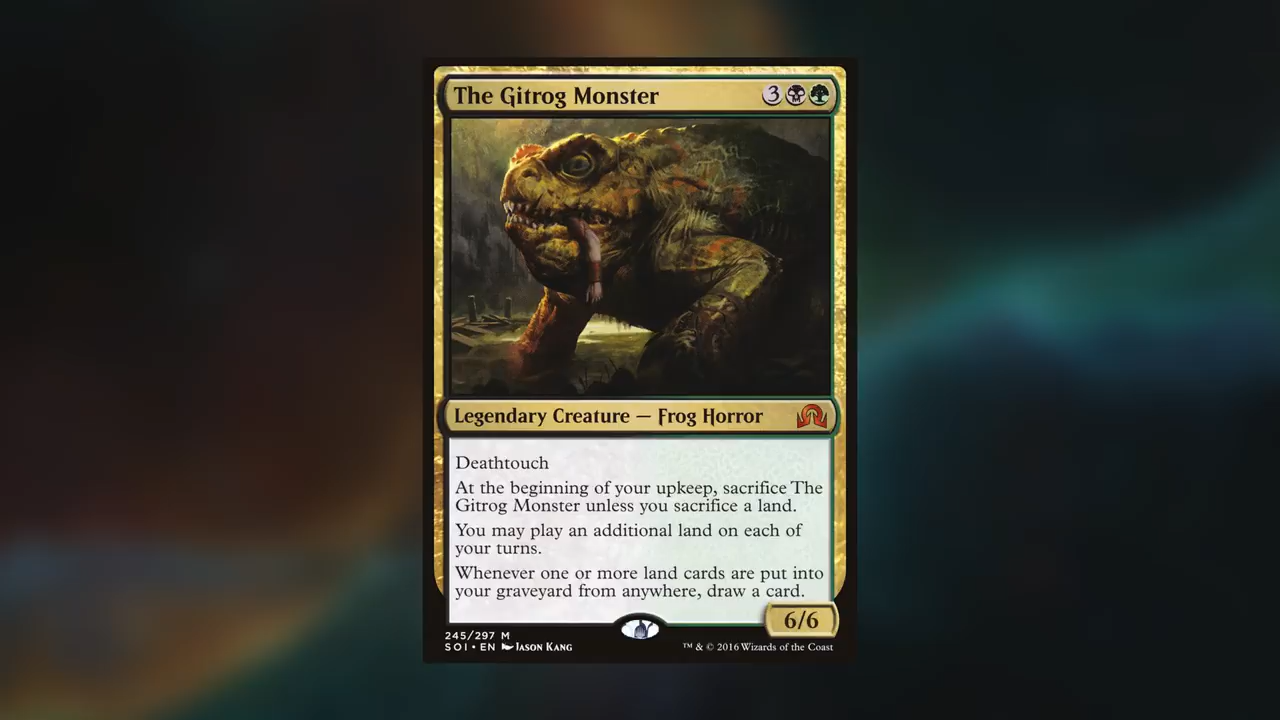 The Gitrog Monster 3
Legendary Creature — Frog Horror
Deathtouch
At the beginning of your upkeep, sacrifice The
Gitrog Monster unless you sacrifice a land.
You may play an additional land on each of
your turns.
Whenever one or more land cards are put into
your graveyard from anywhere, draw a card.
6/6
245/297 M
SOI • EN JASON KANG
™ & © 2016 Wizards of the Coast